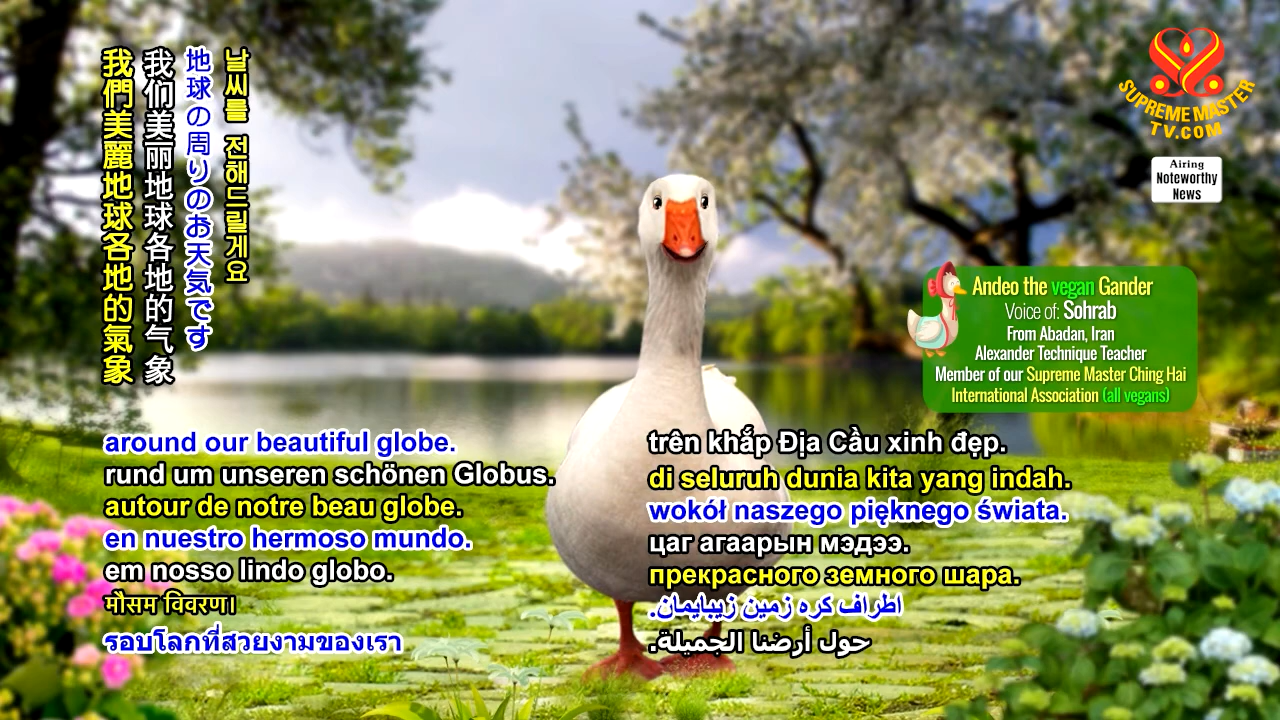 我們美麗地球各地的氣象
我们美丽地球各地的气象
地球の周りのお天気です
날씨를 전해드릴게요
SUPREME MASTER
TV.COM
Airing
Noteworthy
News
Andeo the vegan Gander
Voice of: Sohrab
From Abadan, Iran
Alexander Technique Teacher
Member of our Supreme Master Ching Hai
International Association (all vegans)
around our beautiful globe.
rund um unseren schönen Globus.
autour de notre beau globe.
en nuestro hermoso mundo.
em nosso lindo globo.
मौसम विवरण।
รอบโลกที่สวยงามของเรา
trên khắp Địa Cầu xinh đẹp.
di seluruh dunia kita yang indah.
wokół naszego pięknego świata.
цаг агаарын мэдээ.
прекрасного земного шара.
اطراف کره زمین زیبایمان.
حول أرضنا الجميلة.